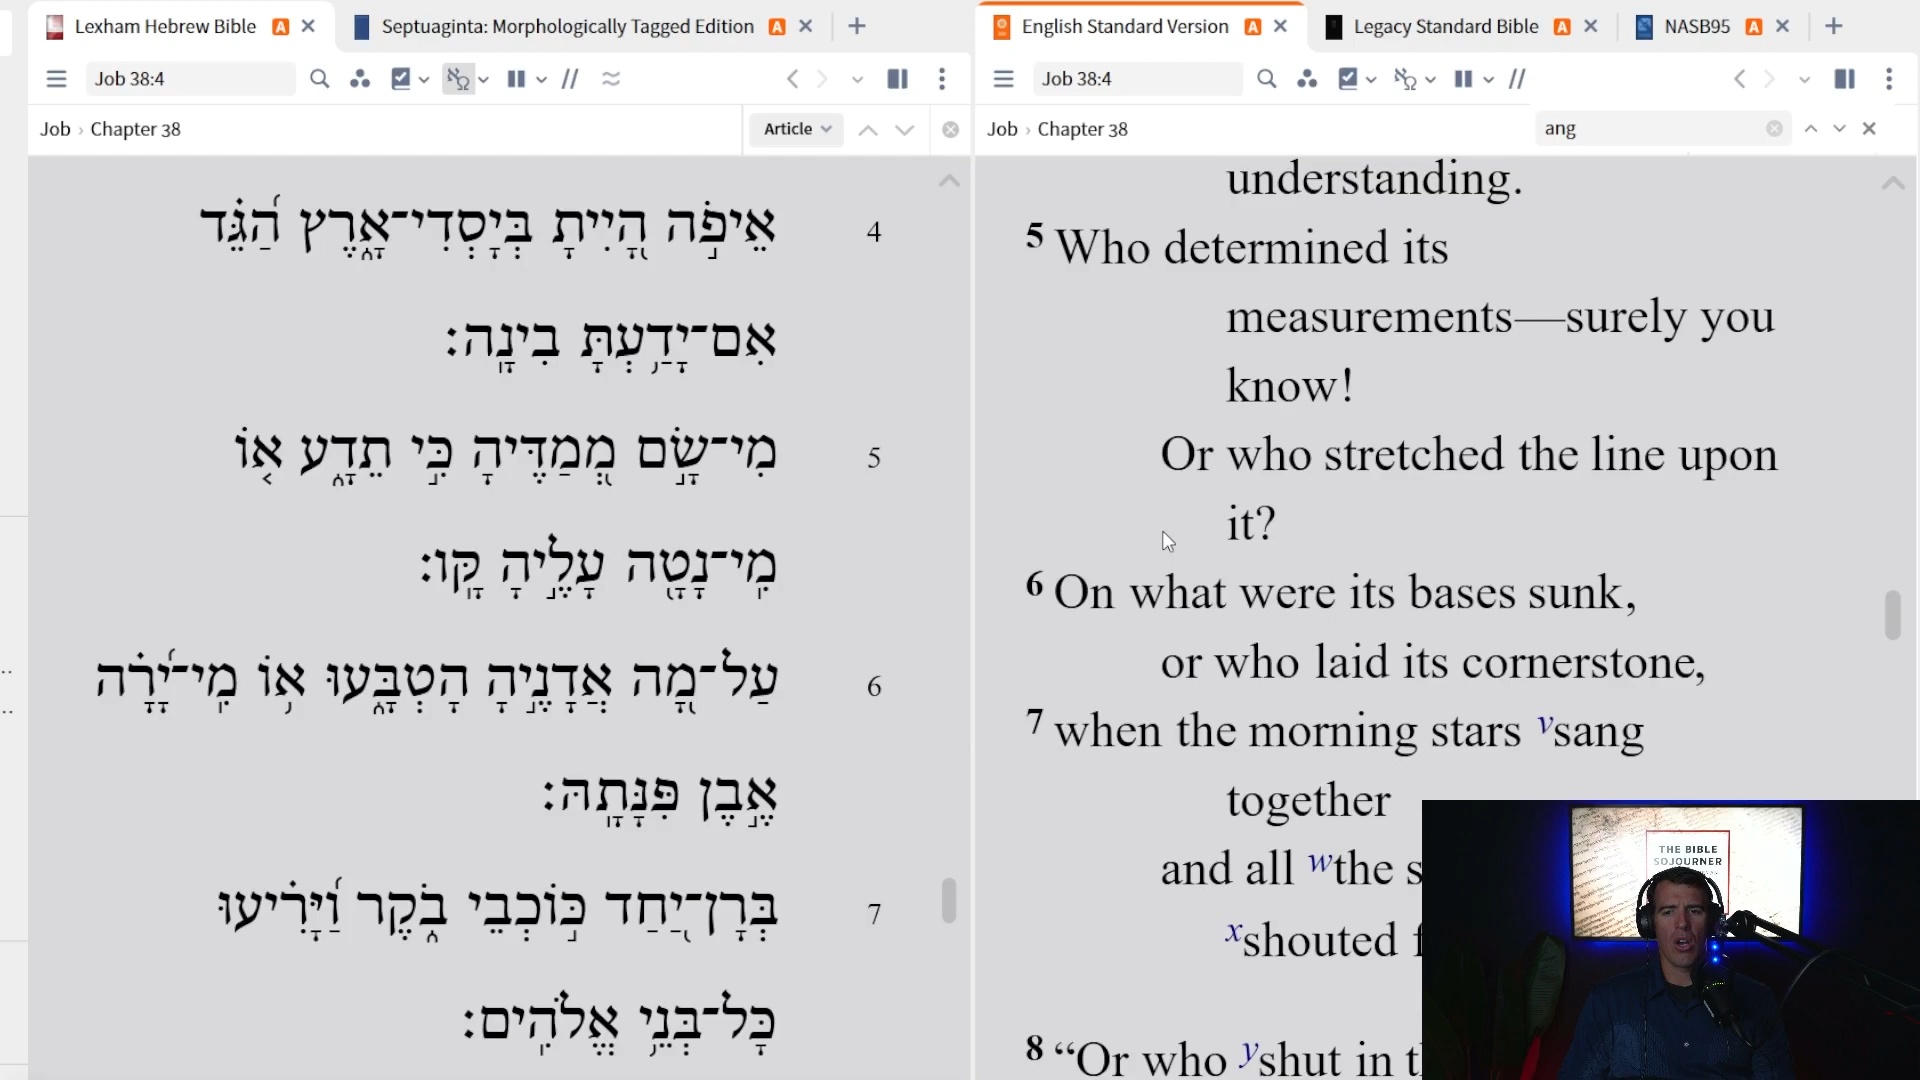 Lexham Hebrew Bible A
Septuaginta: Morphologically Tagged Edition A
Job 38:4
Job › Chapter 38
Article
אֵיפֹ֣ה הָ֭יִיתָ בְּיָסְדִי־אָ֑רֶץ הַ֝גֵּ֗ד 4
אִם־יָדַ֥עְתָּ בִינָֽה׃
מִי־שָׂ֣ם מְ֭מַדֶּיהָ כִּ֣י תֵדָ֑ע א֤וֹ 5
מִֽי־נָטָ֖ה עָלֶ֣יהָ קָּֽו׃
עַל־מָ֭ה אֲדָנֶ֣יהָ הָטְבָּ֑עוּ א֥וֹ מִֽי־יָ֝רָ֗ה 6
אֶ֣בֶן פִּנָּתָֽהּ׃
בְּרָן־יַ֭חַד כּ֣וֹכְבֵי בֹ֑קֶר וַ֝יָּרִ֗יעוּ 7
כָּל־בְּנֵ֥י אֱלֹהִֽים׃
English Standard Version A
Legacy Standard Bible A
NASB95 A
Job 38:4
Job › Chapter 38
ang
understanding.
5 Who determined its
measurements—surely you
know!
Or who stretched the line upon
it?
6 On what were its bases sunk,
or who laid its cornerstone,
7 when the morning stars vsang
together
and all wthe s
xshouted f
8 “Or who yshut in t
THE BIBLE
SOJOURNER